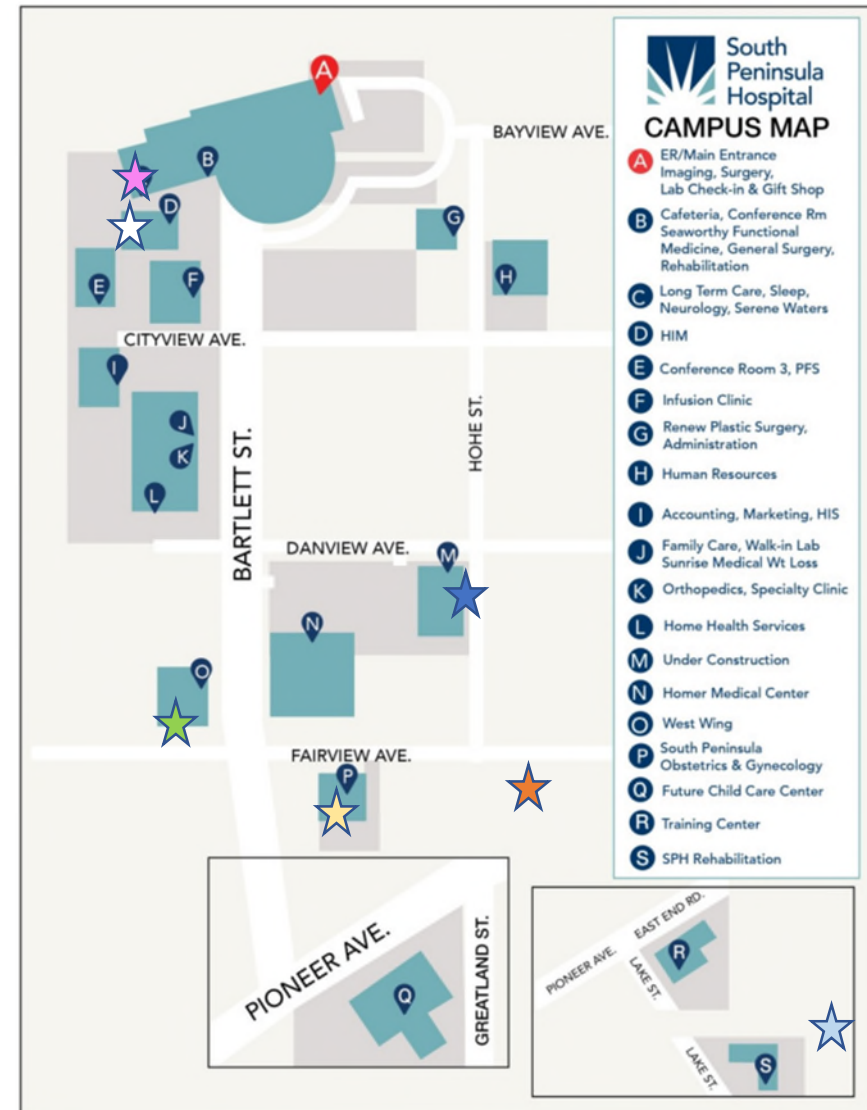 South
Peninsula
Hospital
CAMPUS MAP
A ER/Main Entrance
Imaging, Surgery,
Lab Check-in & Gift Shop
B Cafeteria, Conference Rm
Seaworthy Functional
Medicine, General Surgery,
Rehabilitation
C Long Term Care, Sleep,
Neurology, Serene Waters
D HIM
E Conference Room 3, PFS
F Infusion Clinic
G Renew Plastic Surgery,
Administration
H Human Resources
I Accounting, Marketing, HIS
J Family Care, Walk-in Lab
Sunrise Medical Wt Loss
K Orthopedics, Specialty Clinic
L Home Health Services
M Under Construction
N Homer Medical Center
O West Wing
P South Peninsula
Obstetrics & Gynecology
Q Future Child Care Center
R Training Center
S SPH Rehabilitation
A
BAYVIEW AVE.
B
D
G
E
F
H
CITYVIEW AVE.
I
J
K
L
BARTLETT ST.
HOHE ST.
DANVIEW AVE.
M
N
O
FAIRVIEW AVE.
P
PIONEER AVE.
GREATLAND ST.
Q
PIONEER AVE.
EAST END RD.
R
LAKE ST.
LAKE ST.
S